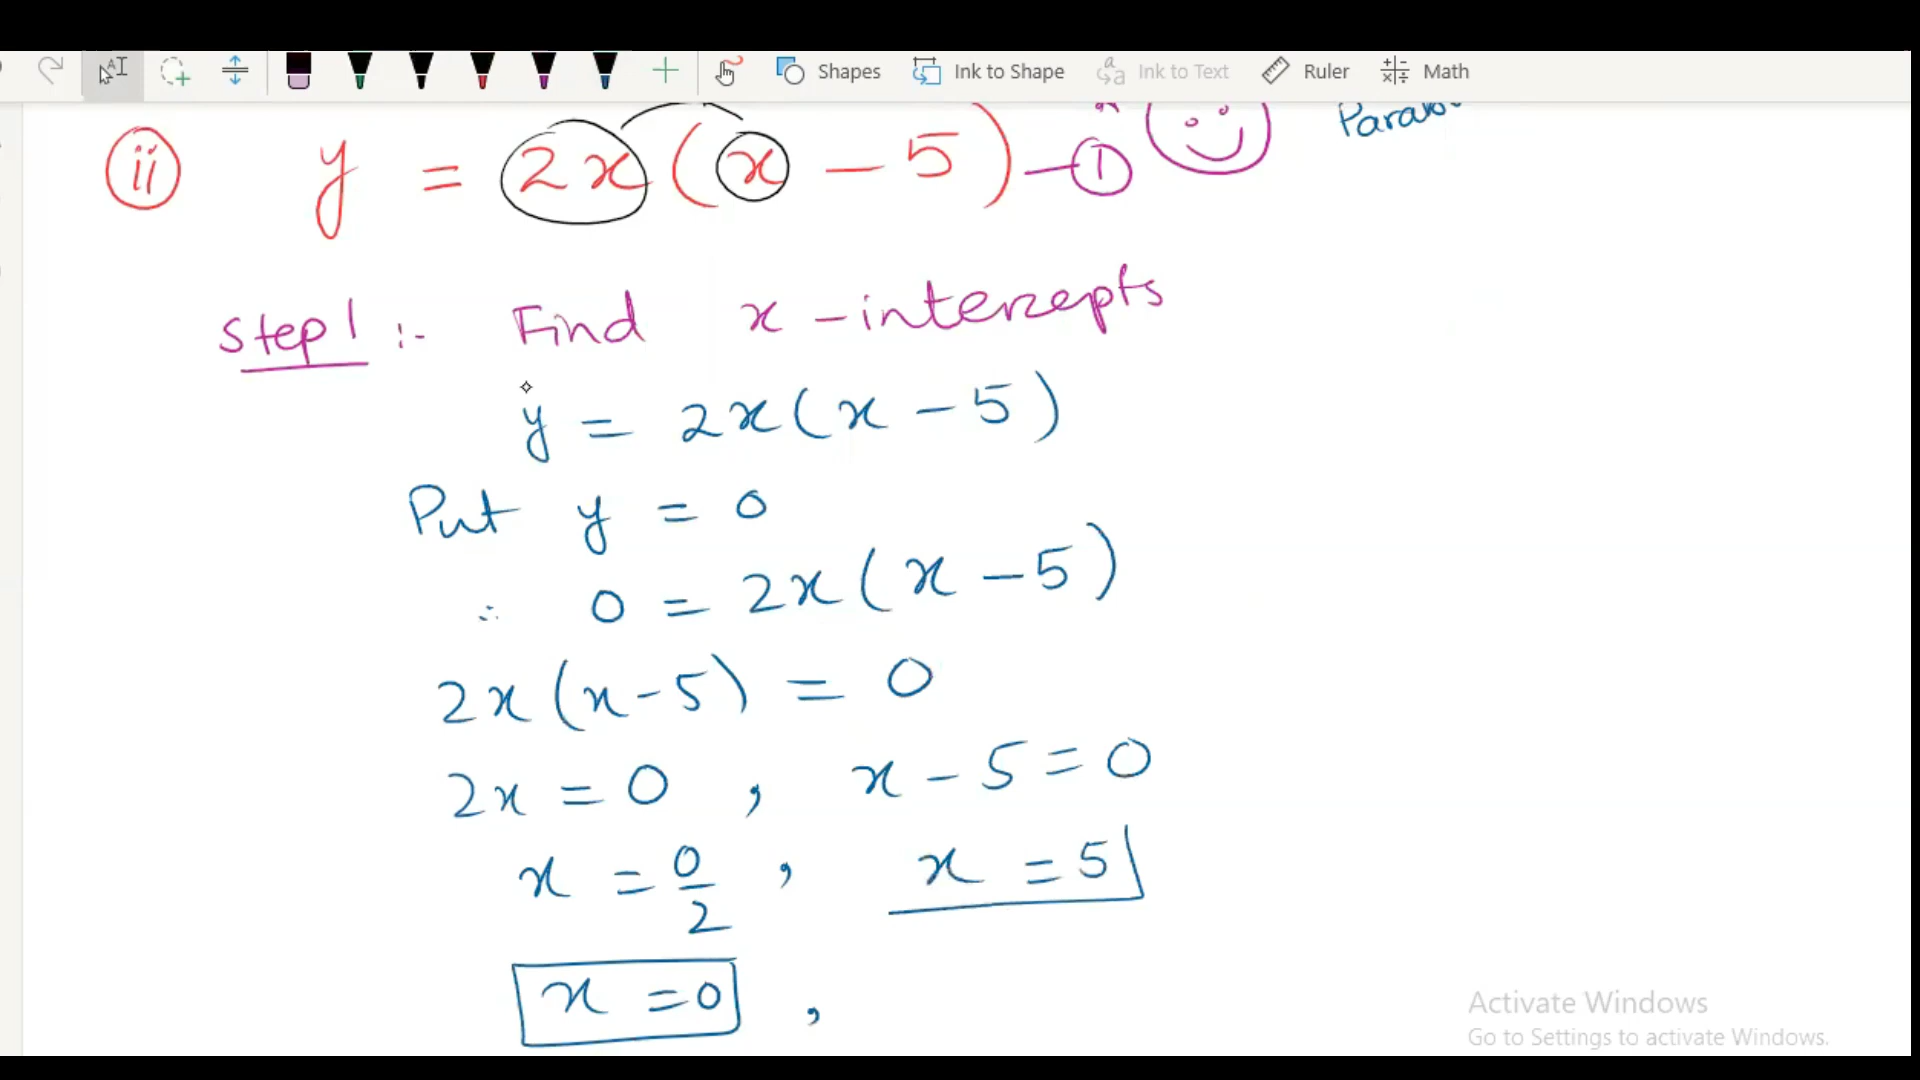 Shapes Ink to Shape Ink to Text Ruler Math
ii y = 2x(x - 5) - 1
Step 1 :- Find x - intercepts
y = 2x(x - 5)
Put y = 0
∴ 0 = 2x(x - 5)
2x(x-5) = 0
2x = 0 , x - 5 = 0
x = 0/2 , x = 5
x = 0 ,
Activate Windows
Go to Settings to activate Windows.